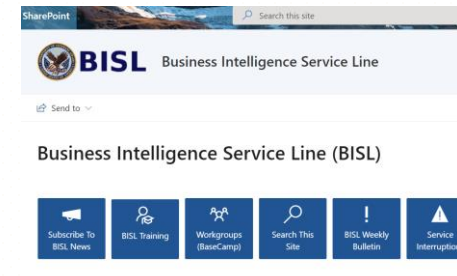 SharePoint
Search this site
BISL Business Intelligence Service Line
Send to
Business Intelligence Service Line (BISL)
Subscribe To
BISL News
BISL Training
Workgroups
(BaseCamp)
Search This
Site
BISL Weekly
Bulletin
Service
Interruption